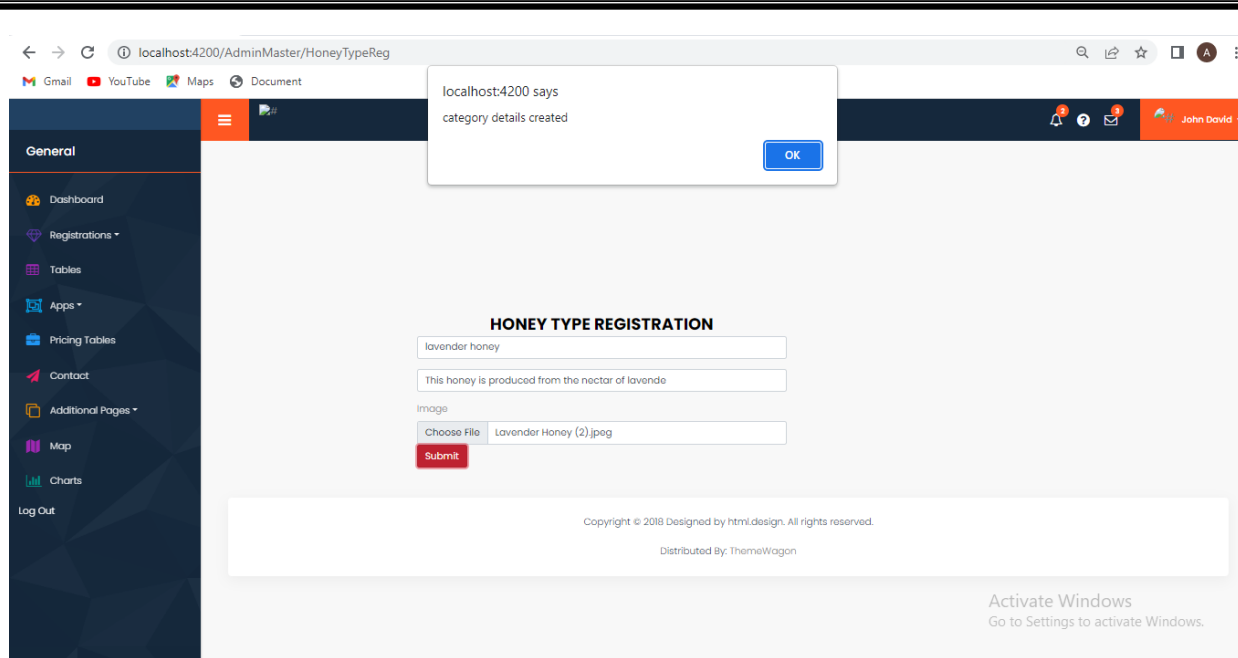 localhost:4200/AdminMaster/HoneyTypeReg
A
Gmail YouTube Maps Document
localhost:4200 says
category details created
OK
#
2
3
John David
General
Dashboard
Registrations
Tables
Apps
Pricing Tables
Contact
Additional Pages
Map
Charts
Log Out
HONEY TYPE REGISTRATION
lavender honey
This honey is produced from the nectar of lavende
Image
Choose File Lavender Honey (2).jpeg
Submit
Copyright © 2018 Designed by html.design. All rights reserved.
Distributed By: ThemeWagon
Activate Windows
Go to Settings to activate Windows.